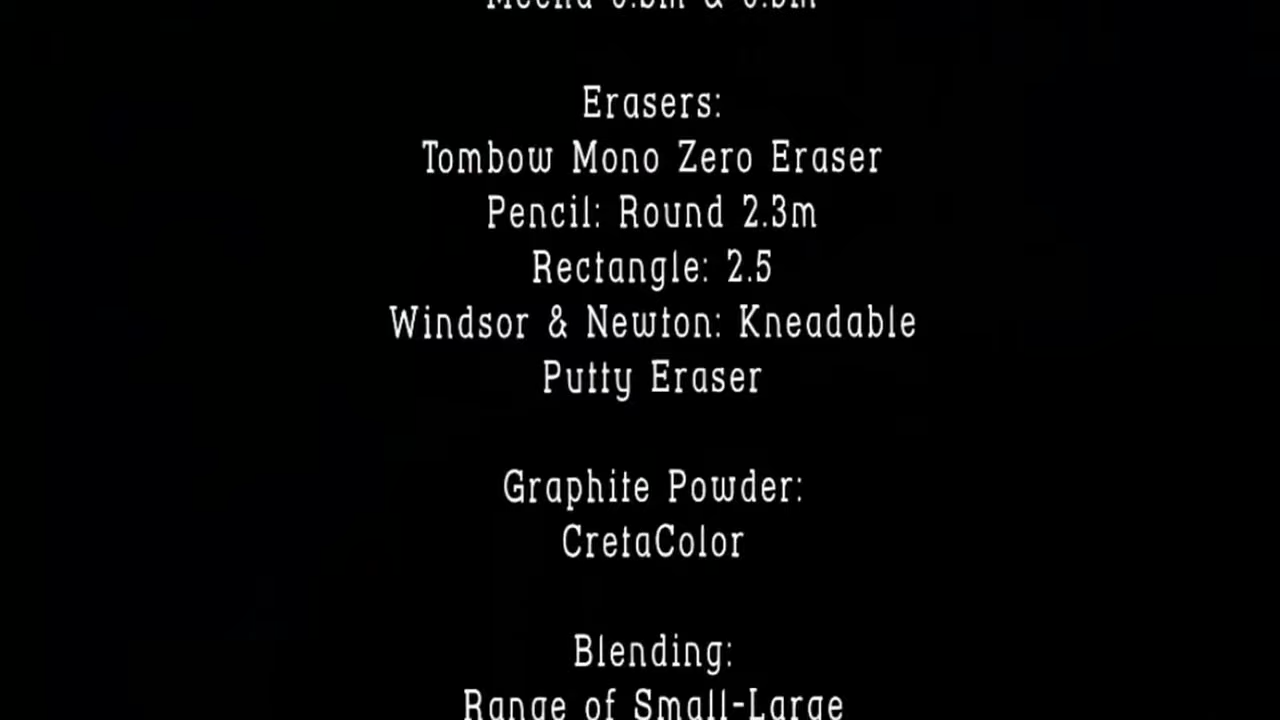 Erasers:
Tombow Mono Zero Eraser
Pencil: Round 2.3m
Rectangle: 2.5
Windsor & Newton: Kneadable
Putty Eraser
Graphite Powder:
CretaColor
Blending:
Range of Small-Large